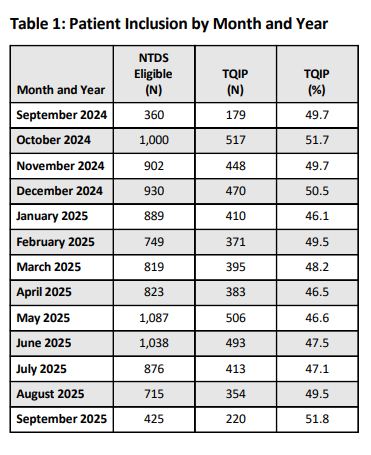 Table 1: Patient Inclusion by Month and Year
Month and Year NTDS Eligible (N) TQIP (N) TQIP (%)
September 2024 360 179 49.7
October 2024 1,000 517 51.7
November 2024 902 448 49.7
December 2024 930 470 50.5
January 2025 889 410 46.1
February 2025 749 371 49.5
March 2025 819 395 48.2
April 2025 823 383 46.5
May 2025 1,087 506 46.6
June 2025 1,038 493 47.5
July 2025 876 413 47.1
August 2025 715 354 49.5
September 2025 425 220 51.8